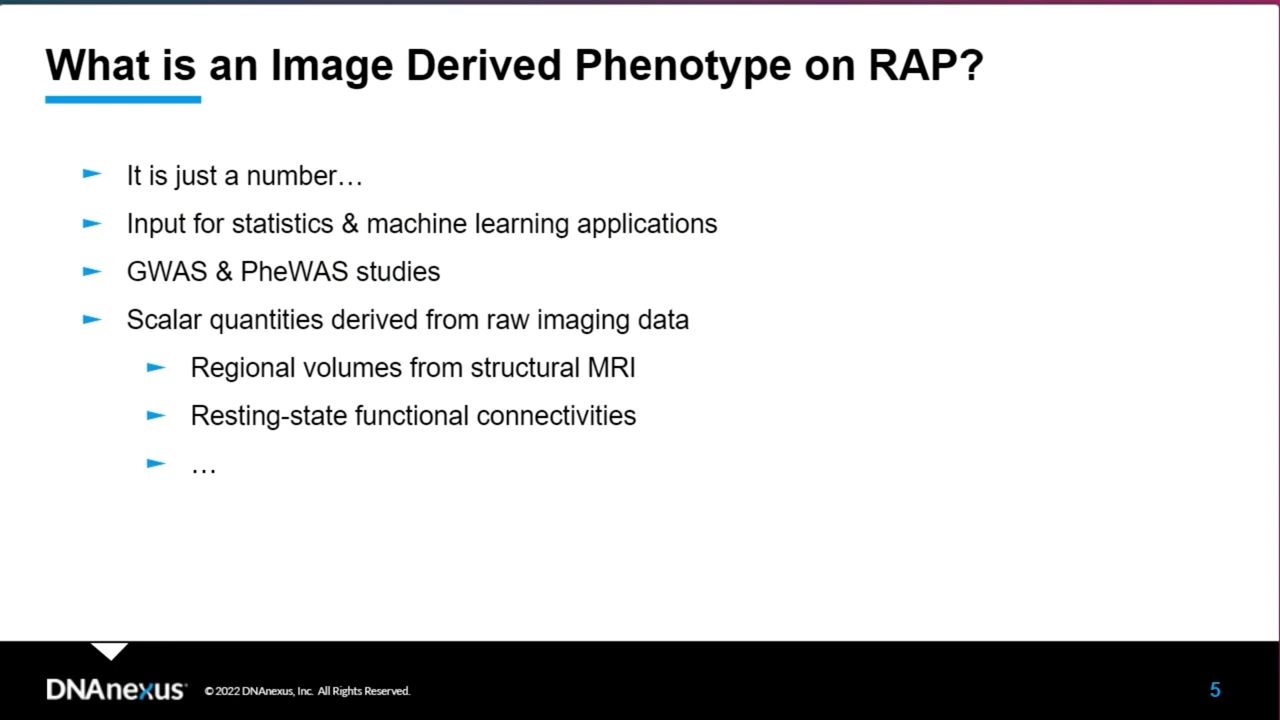 What is an Image Derived Phenotype on RAP?
It is just a number…
Input for statistics & machine learning applications
GWAS & PheWAS studies
Scalar quantities derived from raw imaging data
Regional volumes from structural MRI
Resting-state functional connectivities
…
DNAnexus® © 2022 DNAnexus, Inc. All Rights Reserved. 5